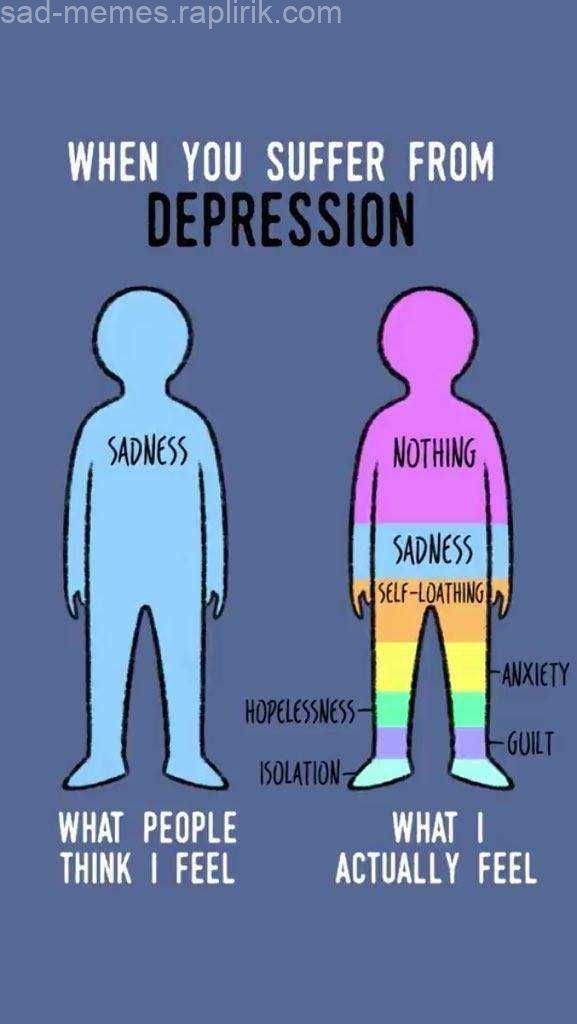 sad-memes.raplirik.com
WHEN YOU SUFFER FROM
DEPRESSION
SADNESS
NOTHING
SADNESS
SELF-LOATHING
ANXIETY
HOPELESSNESS
GUILT
ISOLATION
WHAT PEOPLE
THINK I FEEL
WHAT I
ACTUALLY FEEL